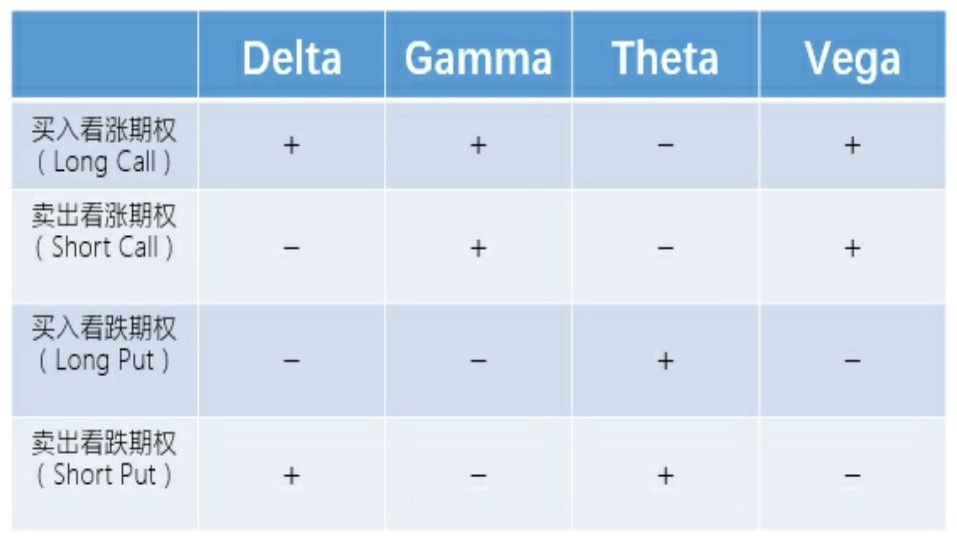 Delta Gamma Theta Vega
买入看涨期权
（Long Call） + + − +
卖出看涨期权
（Short Call） − + − +
买入看跌期权
（Long Put） − − + −
卖出看跌期权
（Short Put） + − + −